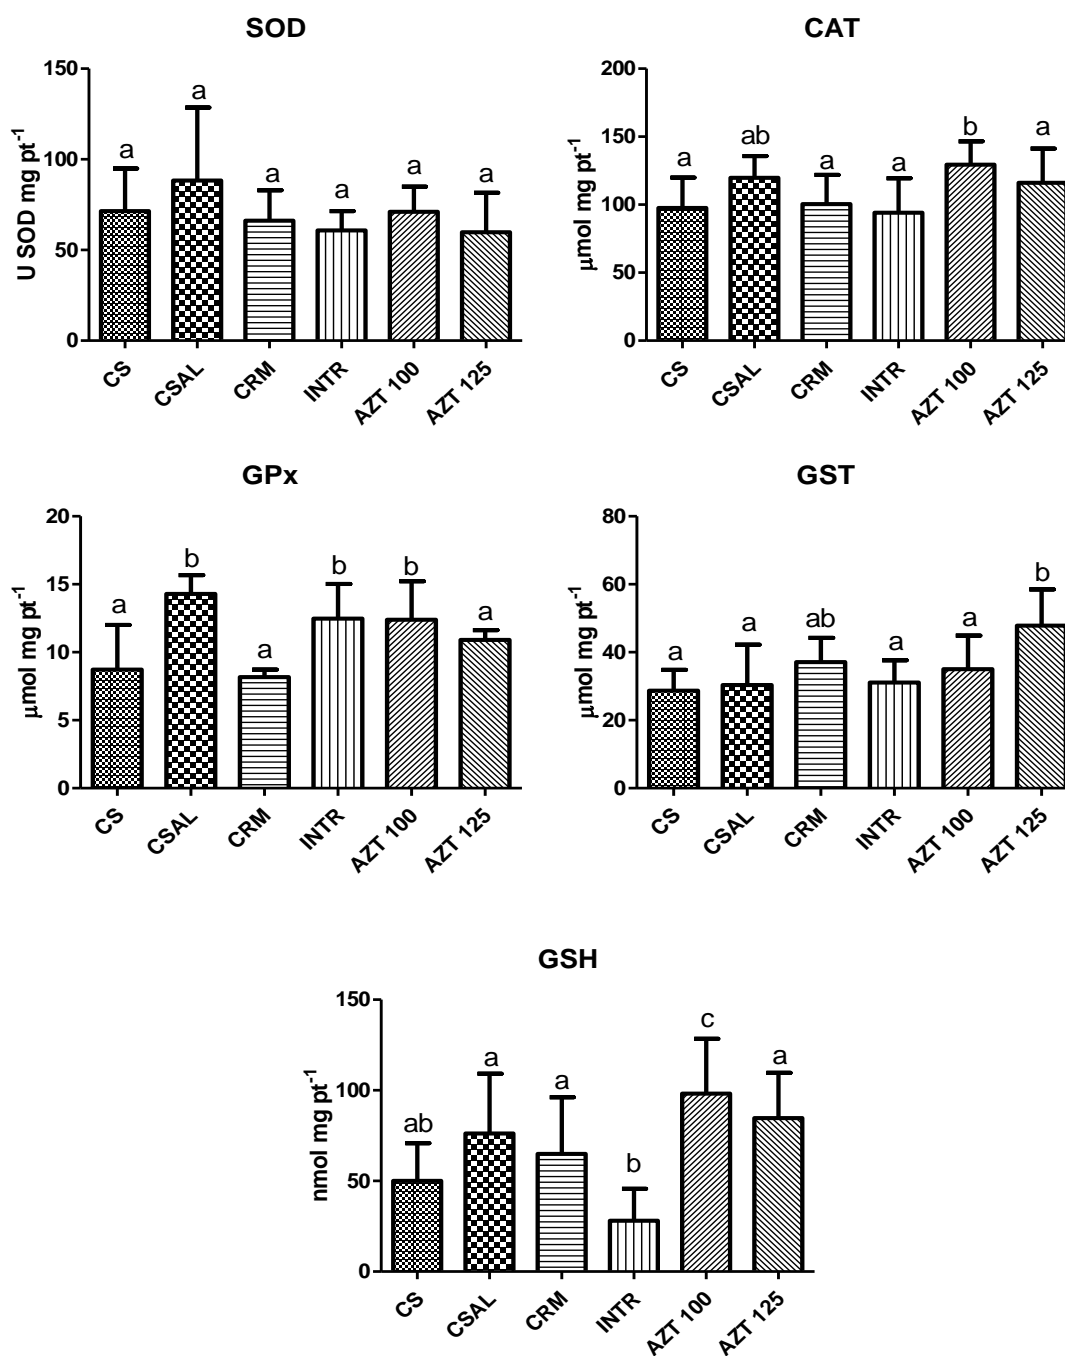 SOD
U SOD mg pt⁻¹
150
100
50
0
a
a
a
a
a
a
CS
CSAL
CRM
INTR
AZT 100
AZT 125
CAT
μmol mg pt⁻¹
200
150
100
50
0
a
ab
a
a
b
a
CS
CSAL
CRM
INTR
AZT 100
AZT 125
GPx
μmol mg pt⁻¹
20
15
10
5
0
a
b
a
b
b
a
CS
CSAL
CRM
INTR
AZT 100
AZT 125
GST
μmol mg pt⁻¹
80
60
40
20
0
a
a
ab
a
a
b
CS
CSAL
CRM
INTR
AZT 100
AZT 125
GSH
nmol mg pt⁻¹
150
100
50
0
ab
a
a
b
c
a
CS
CSAL
CRM
INTR
AZT 100
AZT 125